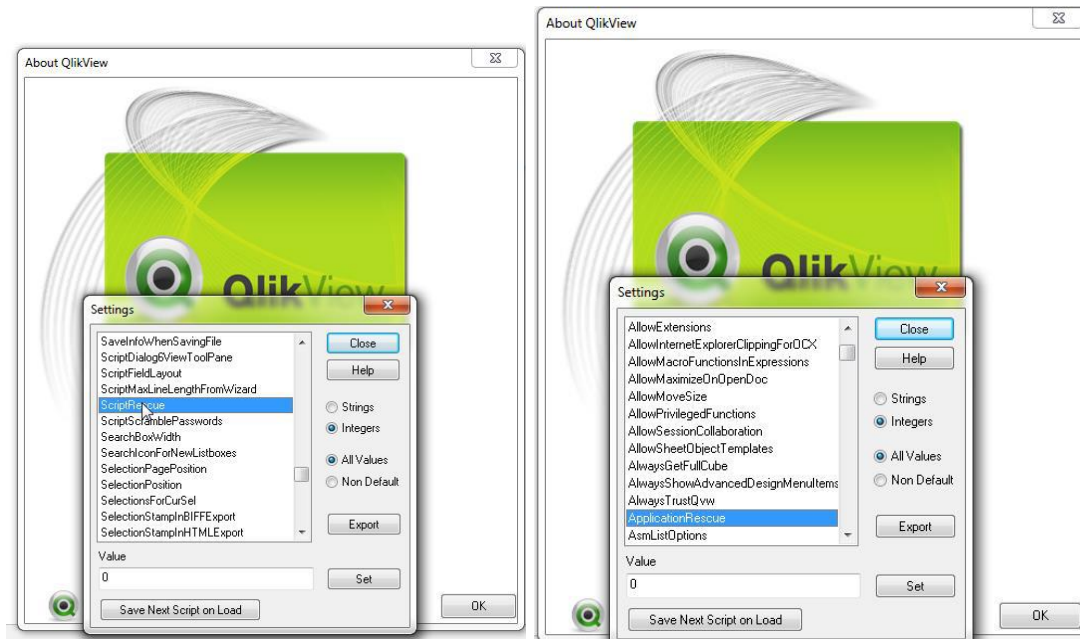 About QlikView
QlikView
Settings
SaveInfoWhenSavingFile
ScriptDialog6ViewToolPane
ScriptFieldLayout
ScriptMaxLineLengthFromWizard
ScriptRescue
ScriptScramblePasswords
SearchBoxWidth
SearchIconForNewListboxes
SelectionPagePosition
SelectionPosition
SelectionsForCurSel
SelectionStampInBIFFExport
SelectionStampInHTMLExport
Close
Help
Strings
Integers
All Values
Non Default
Export
Value
0
Set
Save Next Script on Load
OK
About QlikView
QlikView
Settings
AllowExtensions
AllowInternetExplorerClippingForOCX
AllowMacroFunctionsInExpressions
AllowMaximizeOnOpenDoc
AllowMoveSize
AllowPrivilegedFunctions
AllowSessionCollaboration
AllowSheetObjectTemplates
AlwaysGetFullCube
AlwaysShowAdvancedDesignMenuItems
AlwaysTrustQvw
ApplicationRescue
AsmListOptions
Close
Help
Strings
Integers
All Values
Non Default
Export
Value
0
Set
Save Next Script on Load
OK